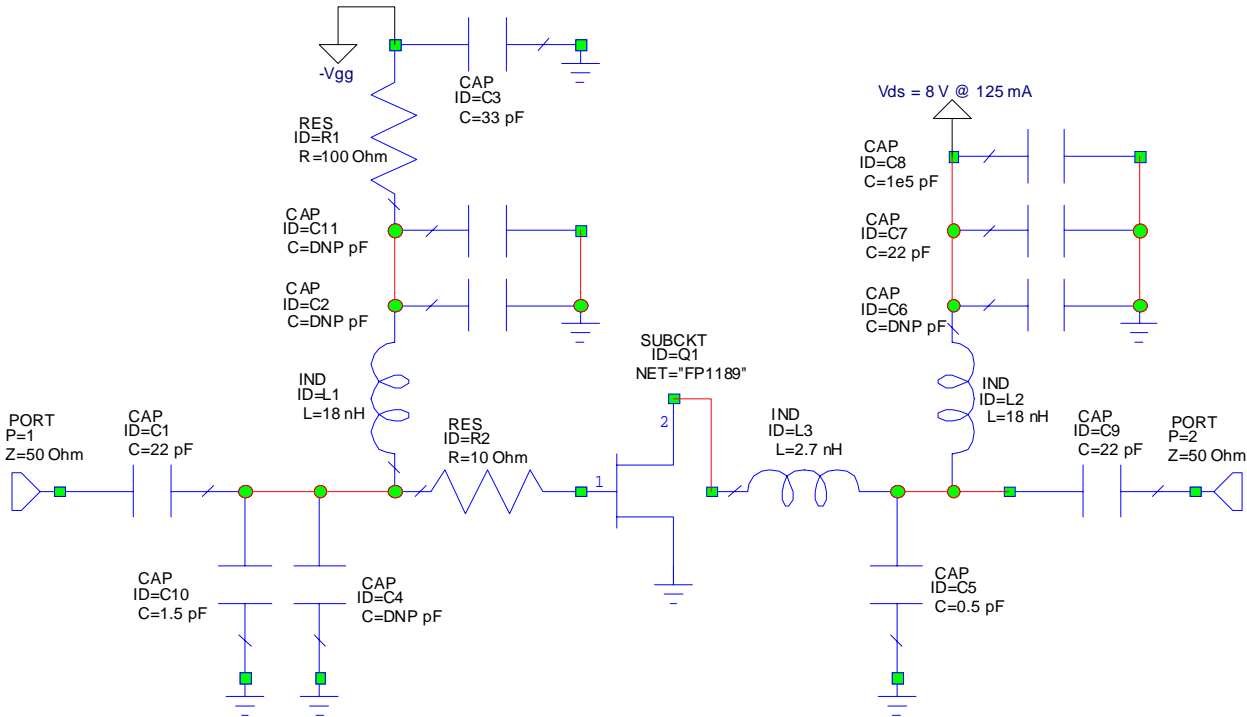 -Vgg
CAP
ID=C3
C=33 pF
RES
ID=R1
R=100 Ohm
Vds = 8 V @ 125 mA
CAP
ID=C8
C=1e5 pF
CAP
ID=C11
C=DNP pF
CAP
ID=C7
C=22 pF
CAP
ID=C2
C=DNP pF
CAP
ID=C6
C=DNP pF
SUBCKT
ID=Q1
NET="FP1189"
IND
ID=L1
L=18 nH
IND
ID=L2
L=18 nH
PORT
P=1
Z=50 Ohm
CAP
ID=C1
C=22 pF
RES
ID=R2
R=10 Ohm
2
1
IND
ID=L3
L=2.7 nH
CAP
ID=C9
C=22 pF
PORT
P=2
Z=50 Ohm
CAP
ID=C10
C=1.5 pF
CAP
ID=C4
C=DNP pF
CAP
ID=C5
C=0.5 pF